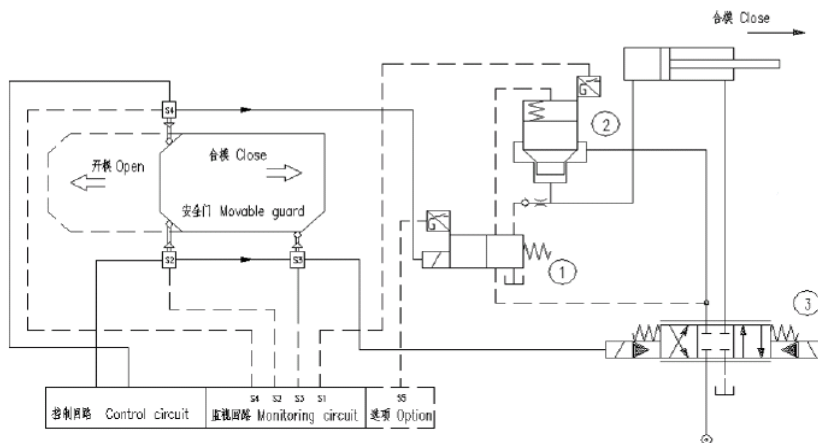 合模 Close
S4
2
开模 Open
合模 Close
安全门 Movable guard
S2
S3
1
3
S4 S2 S3 S1 S5
控制回路 Control circuit
监视回路 Monitoring circuit
选项 Option